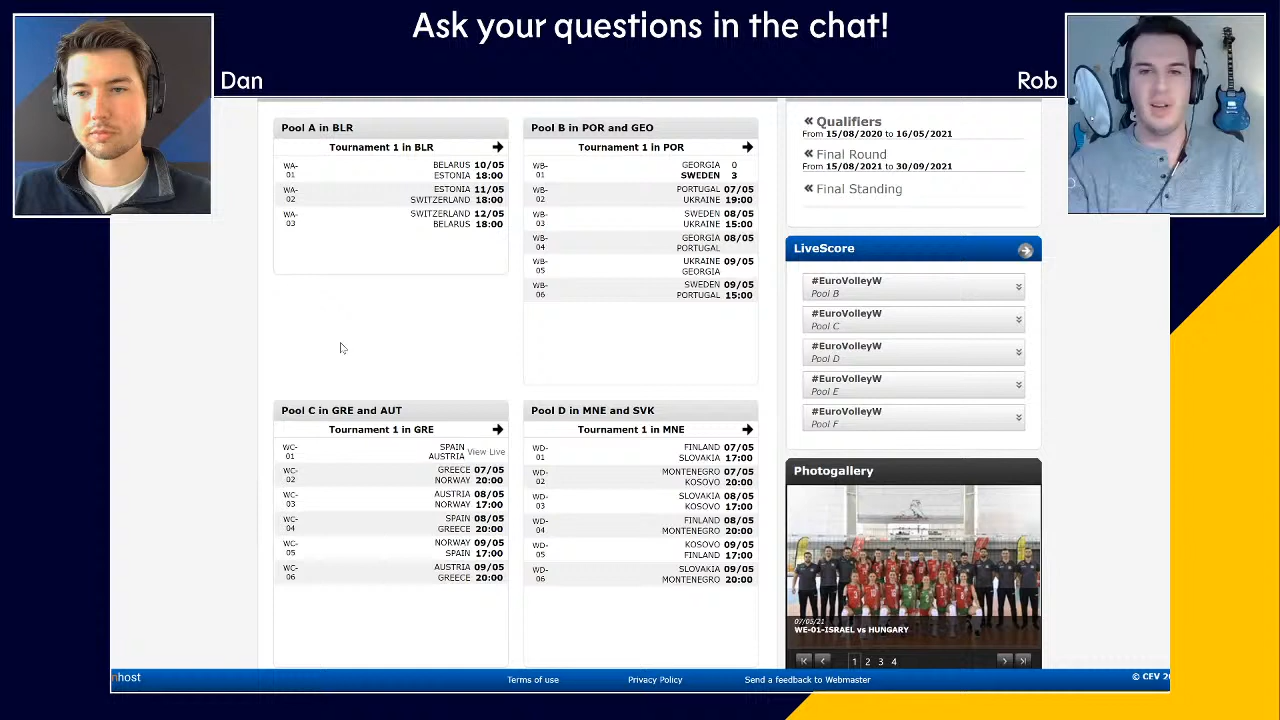 Ask your questions in the chat!
Dan
Rob
Pool A in BLR
Tournament 1 in BLR
WA-01 BELARUS 10/05
ESTONIA 18:00
WA-02 ESTONIA 11/05
SWITZERLAND 18:00
WA-03 SWITZERLAND 12/05
BELARUS 18:00
Pool B in POR and GEO
Tournament 1 in POR
WB-01 GEORGIA 0
SWEDEN 3
WB-02 PORTUGAL 07/05
UKRAINE 19:00
WB-03 SWEDEN 08/05
UKRAINE 15:00
WB-04 GEORGIA 08/05
PORTUGAL
WB-05 UKRAINE 09/05
GEORGIA
WB-06 SWEDEN 09/05
PORTUGAL 15:00
Qualifiers
From 15/08/2020 to 16/05/2021
Final Round
From 15/08/2021 to 30/09/2021
Final Standing
LiveScore
#EuroVolleyW
Pool B
#EuroVolleyW
Pool C
#EuroVolleyW
Pool D
#EuroVolleyW
Pool E
#EuroVolleyW
Pool F
Pool C in GRE and AUT
Tournament 1 in GRE
WC-01 SPAIN
AUSTRIA View Live
WC-02 GREECE 07/05
NORWAY 20:00
WC-03 AUSTRIA 08/05
NORWAY 17:00
WC-04 SPAIN 08/05
GREECE 20:00
WC-05 NORWAY 09/05
SPAIN 17:00
WC-06 AUSTRIA 09/05
GREECE 20:00
Pool D in MNE and SVK
Tournament 1 in MNE
WD-01 FINLAND 07/05
SLOVAKIA 17:00
WD-02 MONTENEGRO 07/05
KOSOVO 20:00
WD-03 SLOVAKIA 08/05
KOSOVO 17:00
WD-04 FINLAND 08/05
MONTENEGRO 20:00
WD-05 KOSOVO 09/05
FINLAND 17:00
WD-06 SLOVAKIA 09/05
MONTENEGRO 20:00
Photogallery
07/05/21
WE-01-ISRAEL vs HUNGARY
1 2 3 4
nhost
Terms of use
Privacy Policy
Send a feedback to Webmaster
© CEV 20